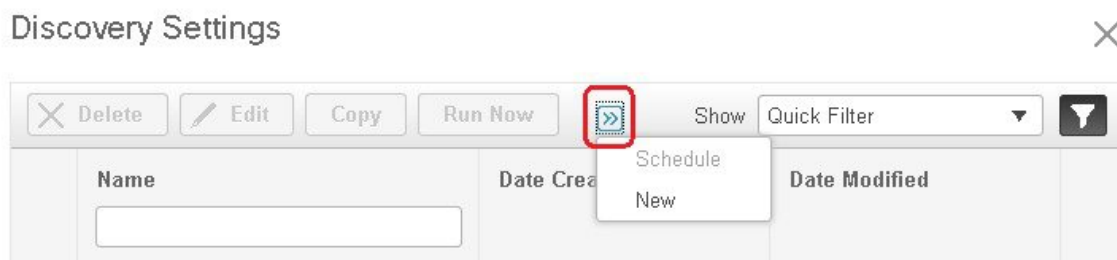 Discovery Settings
Delete Edit Copy Run Now Show Quick Filter
Schedule
Name Date Crea Date Modified
New